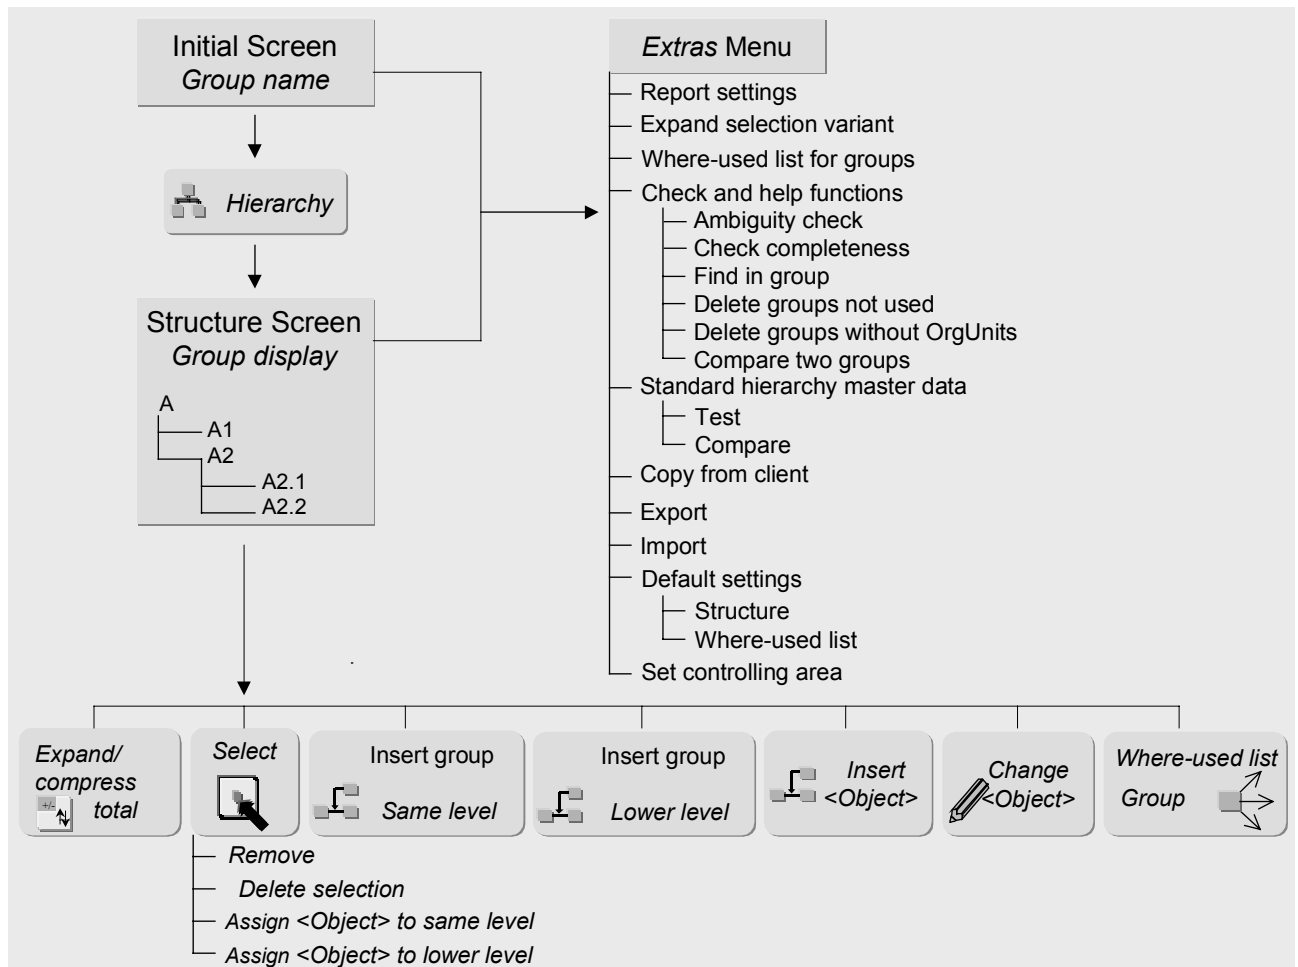 Initial Screen
Group name
Hierarchy
Structure Screen
Group display
A
A1
A2
A2.1
A2.2
Extras Menu
Report settings
Expand selection variant
Where-used list for groups
Check and help functions
Ambiguity check
Check completeness
Find in group
Delete groups not used
Delete groups without OrgUnits
Compare two groups
Standard hierarchy master data
Test
Compare
Copy from client
Export
Import
Default settings
Structure
Where-used list
Set controlling area
Expand/
compress
+/-
total
Select
Insert group
Same level
Insert group
Lower level
Insert
<Object>
Change
<Object>
Where-used list
Group
Remove
Delete selection
Assign <Object> to same level
Assign <Object> to lower level